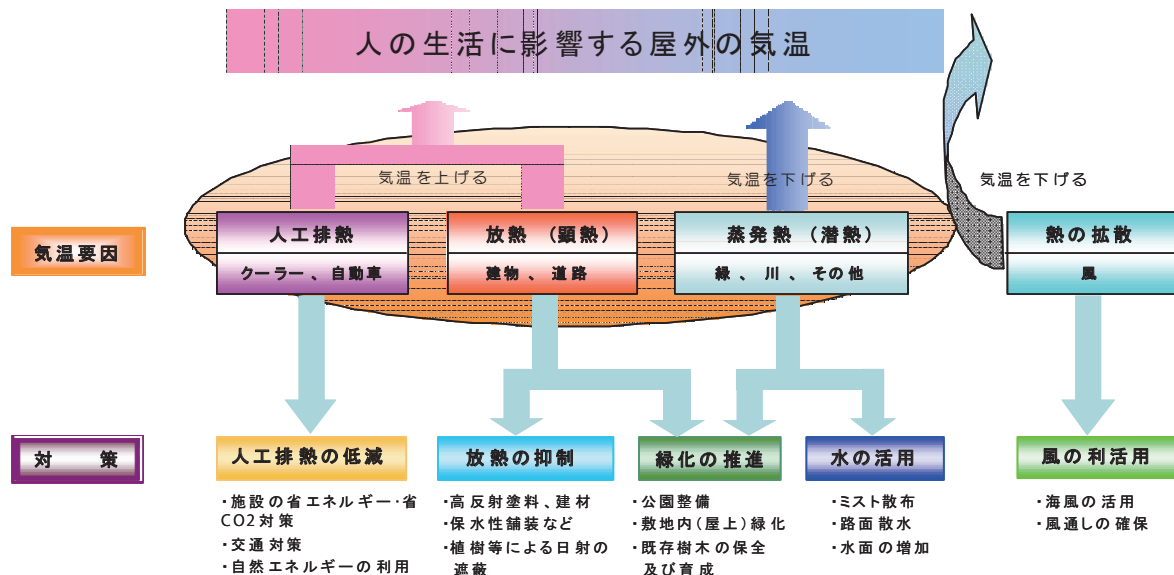 人の生活に影響する屋外の気温
気温を上げる
気温を下げる
気温を下げる
気温要因
人工排熱
クーラー、自動車
放熱（顕熱）
建物、道路
蒸発熱（潜熱）
緑、川、その他
熱の拡散
風
対　策
人工排熱の低減
・施設の省エネルギー・省
CO2対策
・交通対策
・自然エネルギーの利用
放熱の抑制
・高反射塗料、建材
・保水性舗装など
・植樹等による日射の
遮蔽
緑化の推進
・公園整備
・敷地内(屋上)緑化
・既存樹木の保全
及び育成
水の活用
・ミスト散布
・路面散水
・水面の増加
風の利活用
・海風の活用
・風通しの確保